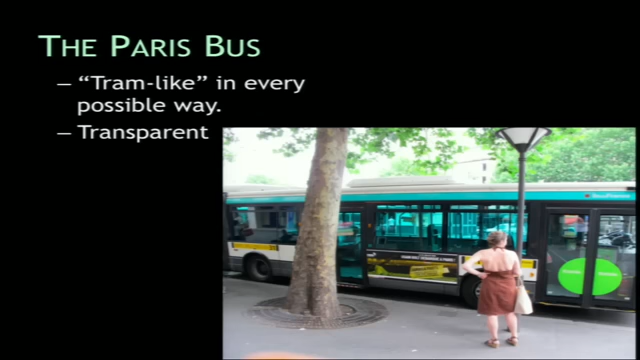 THE PARIS BUS
– “Tram-like” in every
possible way.
– Transparent